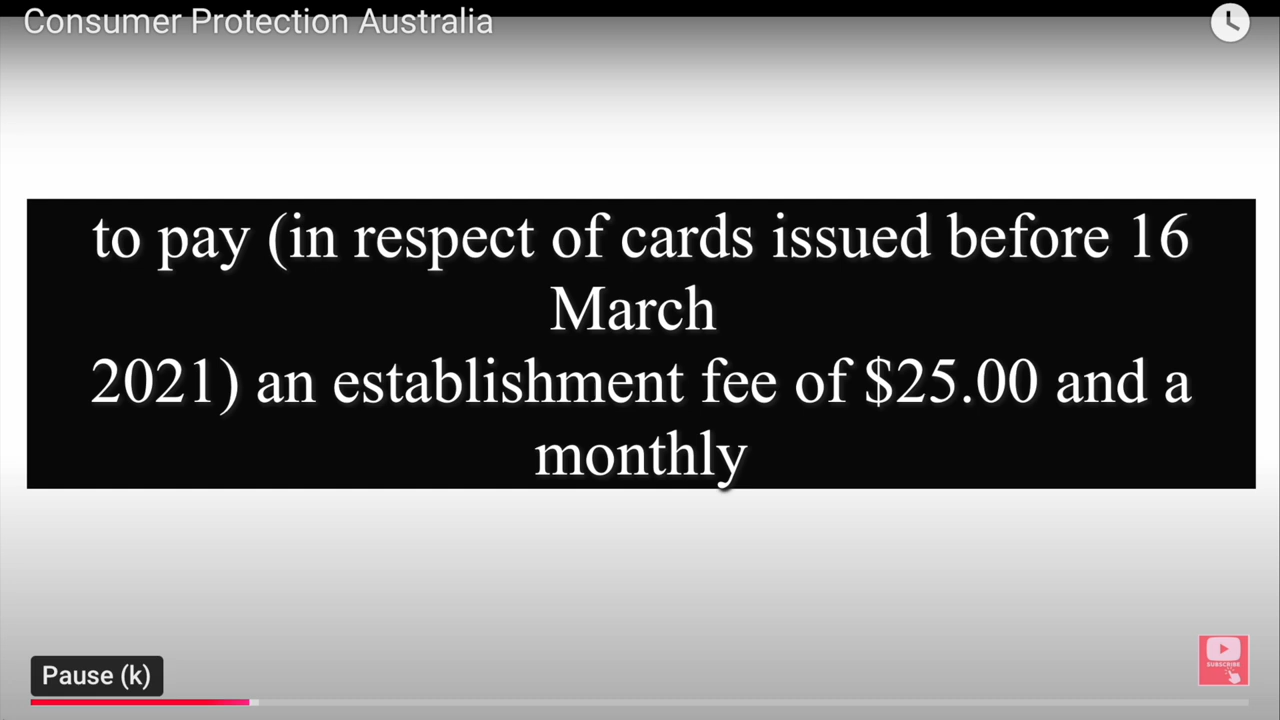 Consumer Protection Australia
to pay (in respect of cards issued before 16
March
2021) an establishment fee of $25.00 and a
monthly
SUBSCRIBE
Pause (k)